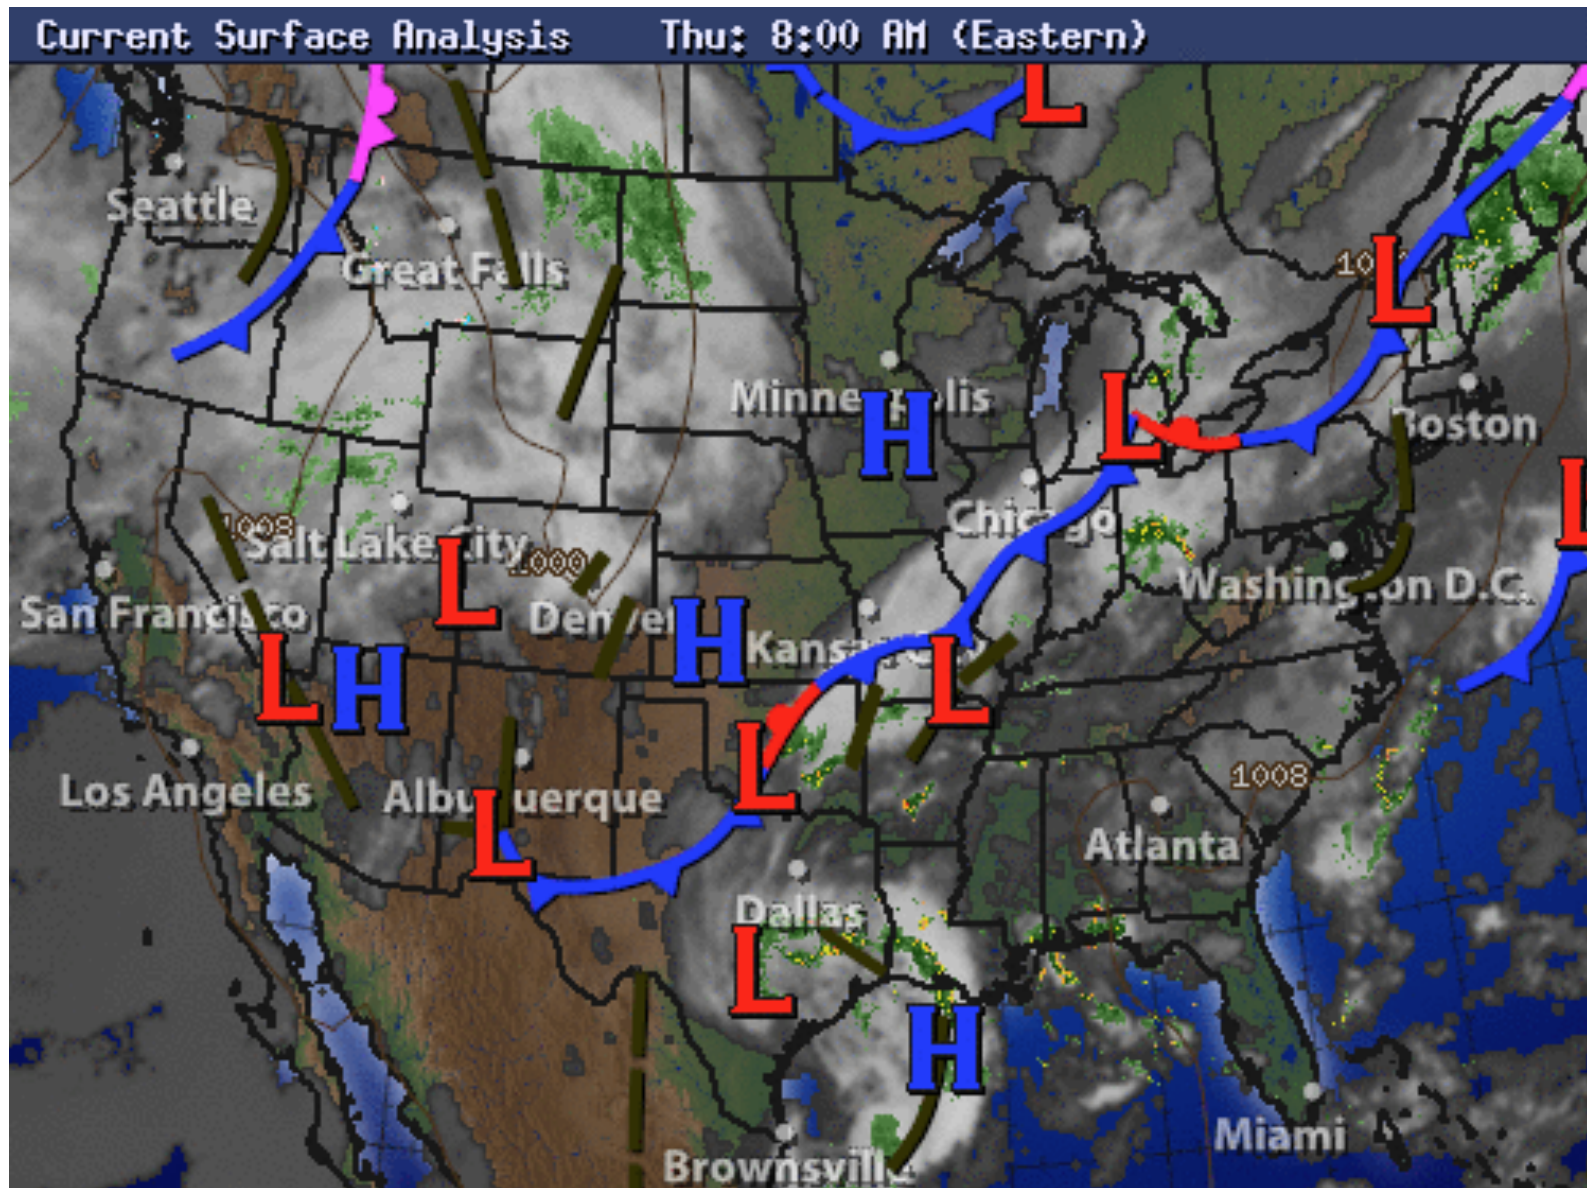 Current Surface Analysis Thu: 8:00 AM (Eastern)
L
Seattle
Great Falls
L
L
Minneapolis
H
L
Boston
L
1008
Salt Lake City
Chicago
1000
L
San Francisco
Denver
H
Kansas City
Washington D.C.
L
H
L
L
Los Angeles
Albuquerque
L
1008
Atlanta
Dallas
L
H
Miami
Brownsville